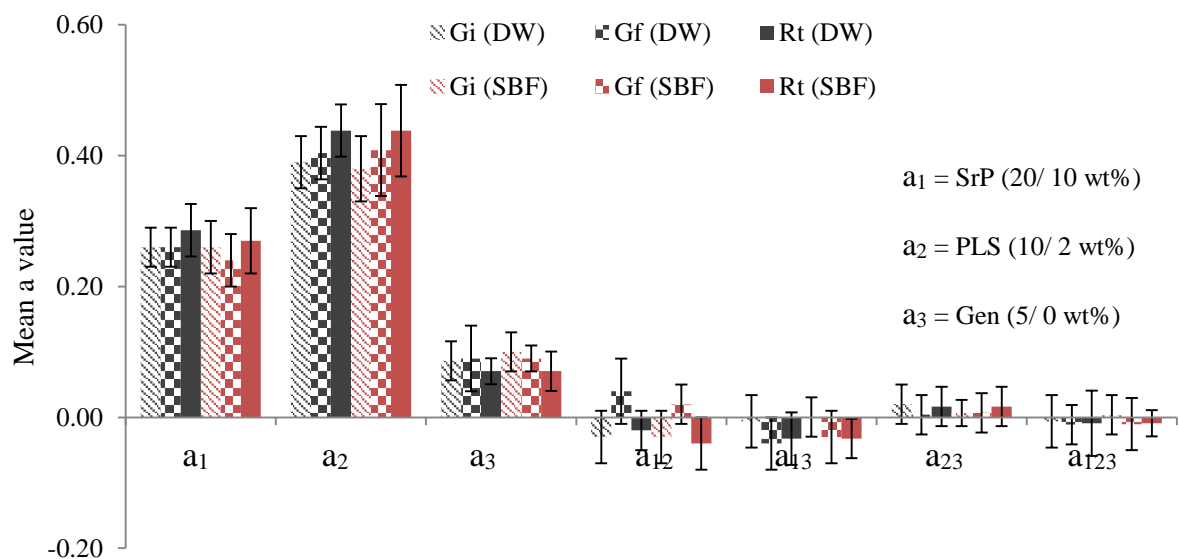 0.60
Gi (DW) Gf (DW) Rt (DW)
Gi (SBF) Gf (SBF) Rt (SBF)
0.40
a₁ = SrP (20/ 10 wt%)
Mean a value
a₂ = PLS (10/ 2 wt%)
0.20
a₃ = Gen (5/ 0 wt%)
0.00
a₁ a₂ a₃ a₁₂ a₁₃ a₂₃ a₁₂₃
-0.20